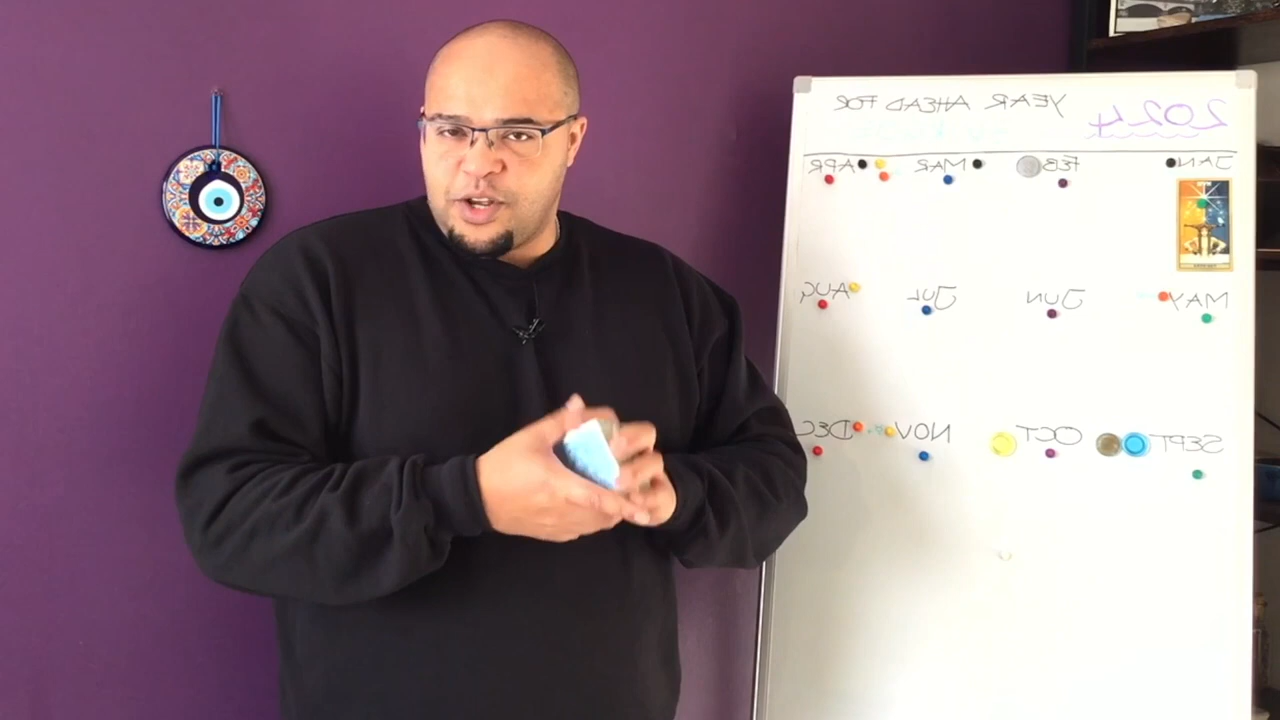 2024 YEAR AHEAD FOR
JAN FEB MAR APR
MAY JUN JUL AUG
SEPT OCT NOV DEC